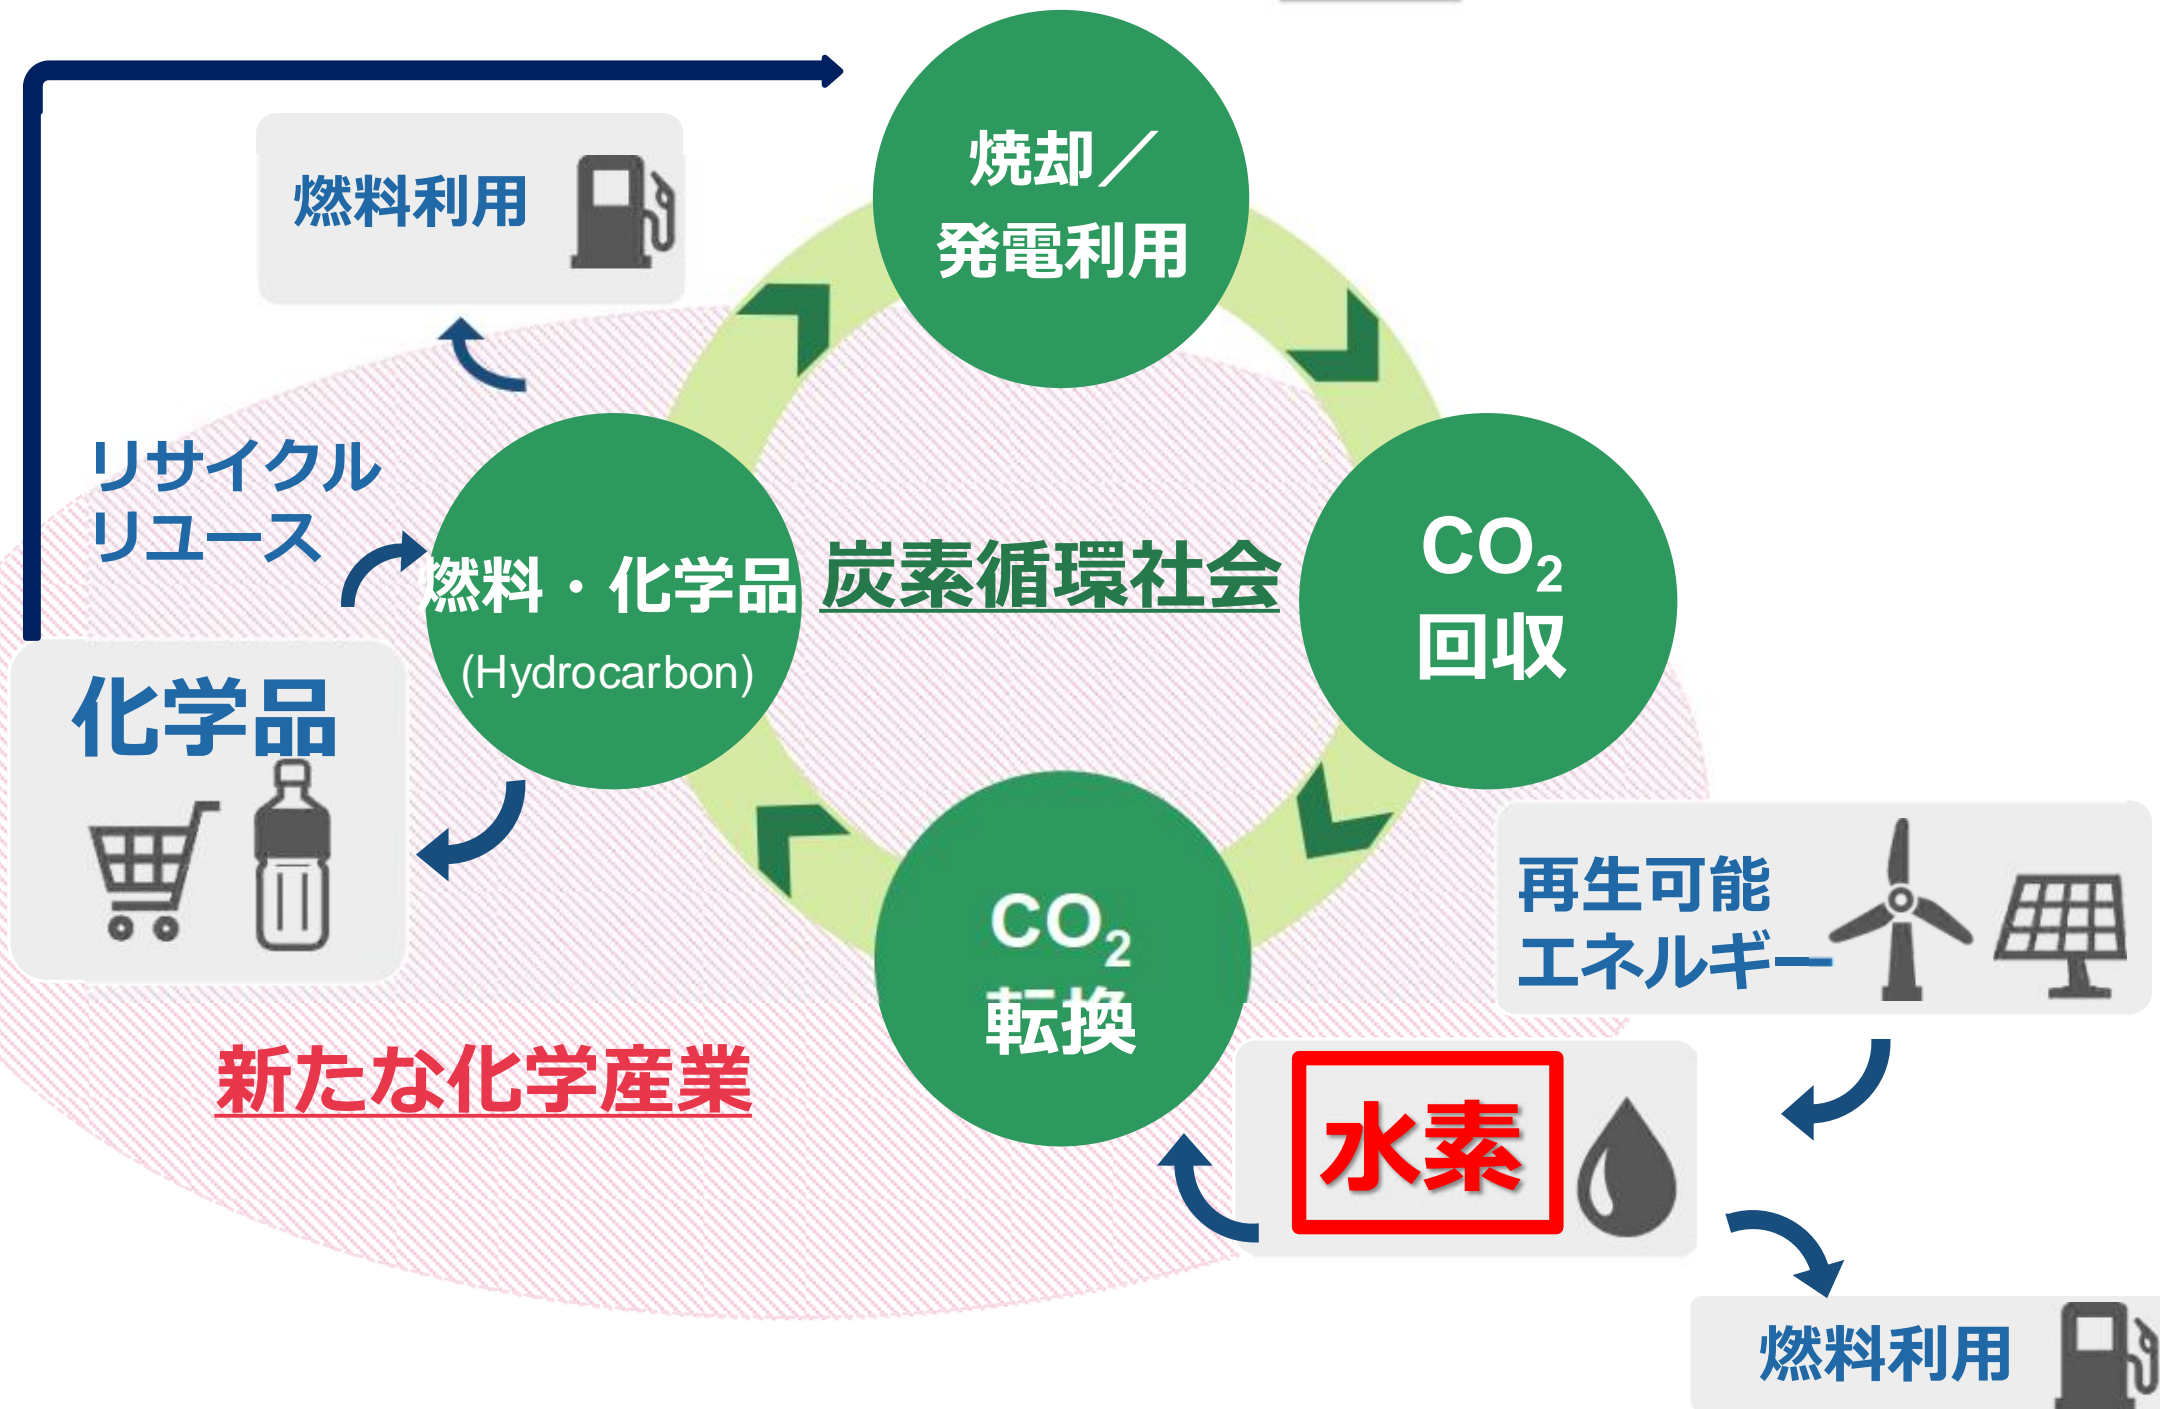 焼却／
発電利用
燃料利用
リサイクル
リユース
燃料・化学品
(Hydrocarbon)
炭素循環社会
CO₂
回収
化学品
再生可能
エネルギー
CO₂
転換
新たな化学産業
水素
燃料利用